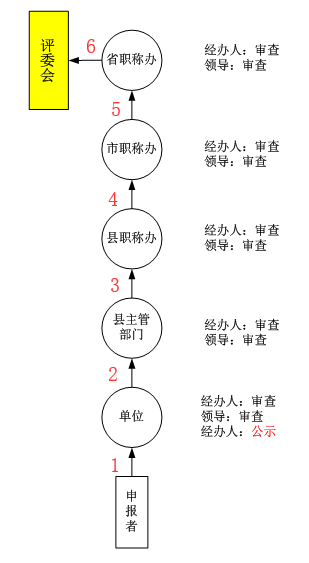 评委会
6
省职称办
经办人：审查
领导：审查
5
市职称办
经办人：审查
领导：审查
4
县职称办
经办人：审查
领导：审查
3
县主管
部门
经办人：审查
领导：审查
2
单位
经办人：审查
领导：审查
经办人：公示
1
申报者